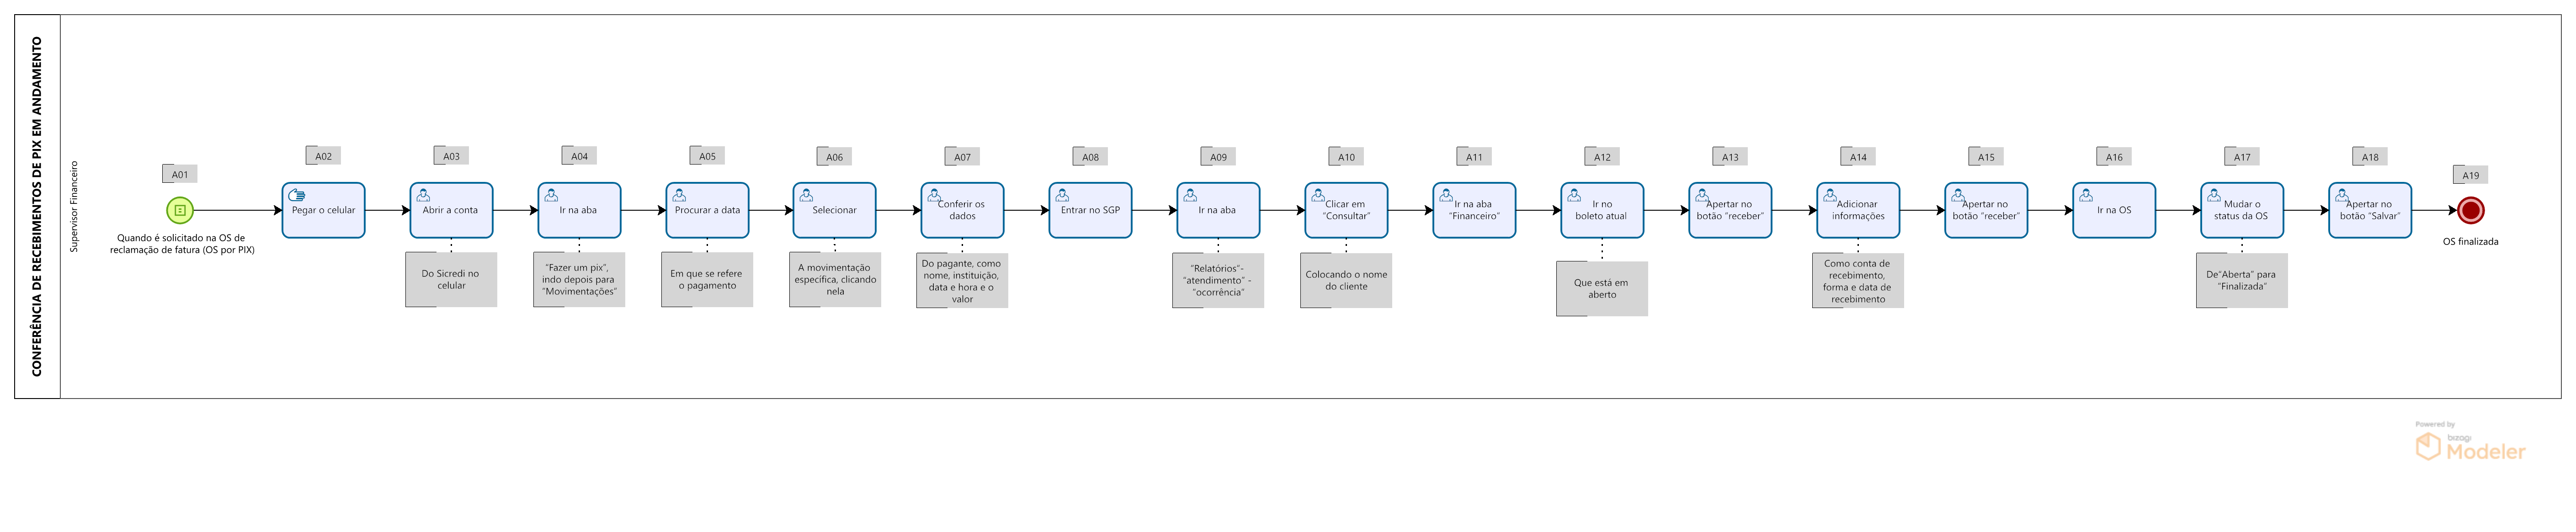 CONFERÊNCIA DE RECEBIMENTOS DE PIX EM ANDAMENTO
Supervisor Financeiro
A01
Quando é solicitado na OS de
reclamação de fatura (OS por PIX)
A02
Pegar o celular
A03
Abrir a conta
Do Sicredi no
celular
A04
Ir na aba
"Fazer um pix",
indo depois para
"Movimentações"
A05
Procurar a data
Em que se refere
o pagamento
A06
Selecionar
A movimentação
especifica, clicando
nela
A07
Conferir os
dados
Do pagante, como
nome, instituição,
data e hora e o
valor
A08
Entrar no SGP
A09
Ir na aba
"Relatórios"-
"atendimento" -
"ocorrência"
A10
Clicar em
"Consultar"
Colocando o nome
do cliente
A11
Ir na aba
"Financeiro"
A12
Ir no
boleto atual
Que está em
aberto
A13
Apertar no
botão "receber"
A14
Adicionar
informações
Como conta de
recebimento,
forma e data de
recebimento
A15
Apertar no
botão "receber"
A16
Ir na OS
A17
Mudar o
status da OS
De"Aberta" para
"Finalizada"
A18
Apertar no
botão "Salvar"
A19
OS finalizada
Powered by
bizagi
Modeler